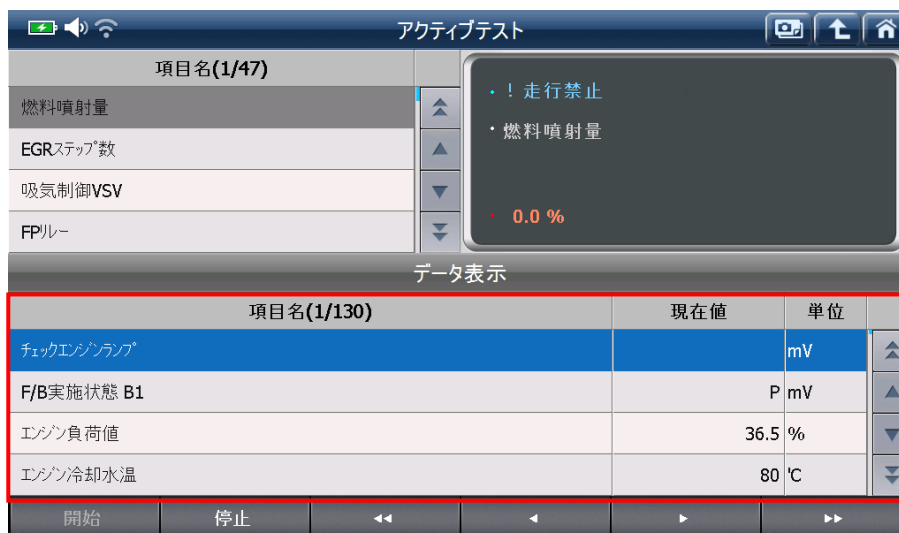 アクティブテスト
項目名(1/47)
燃料噴射量
EGRステップ数
吸気制御VSV
FPリレー
・！走行禁止
・燃料噴射量
・ 0.0 %
データ表示
項目名(1/130) 現在値 単位
チェックエンジンランプ mV
F/B実施状態 B1 P mV
エンジン負荷値 36.5 %
エンジン冷却水温 80 ℃
開始 停止